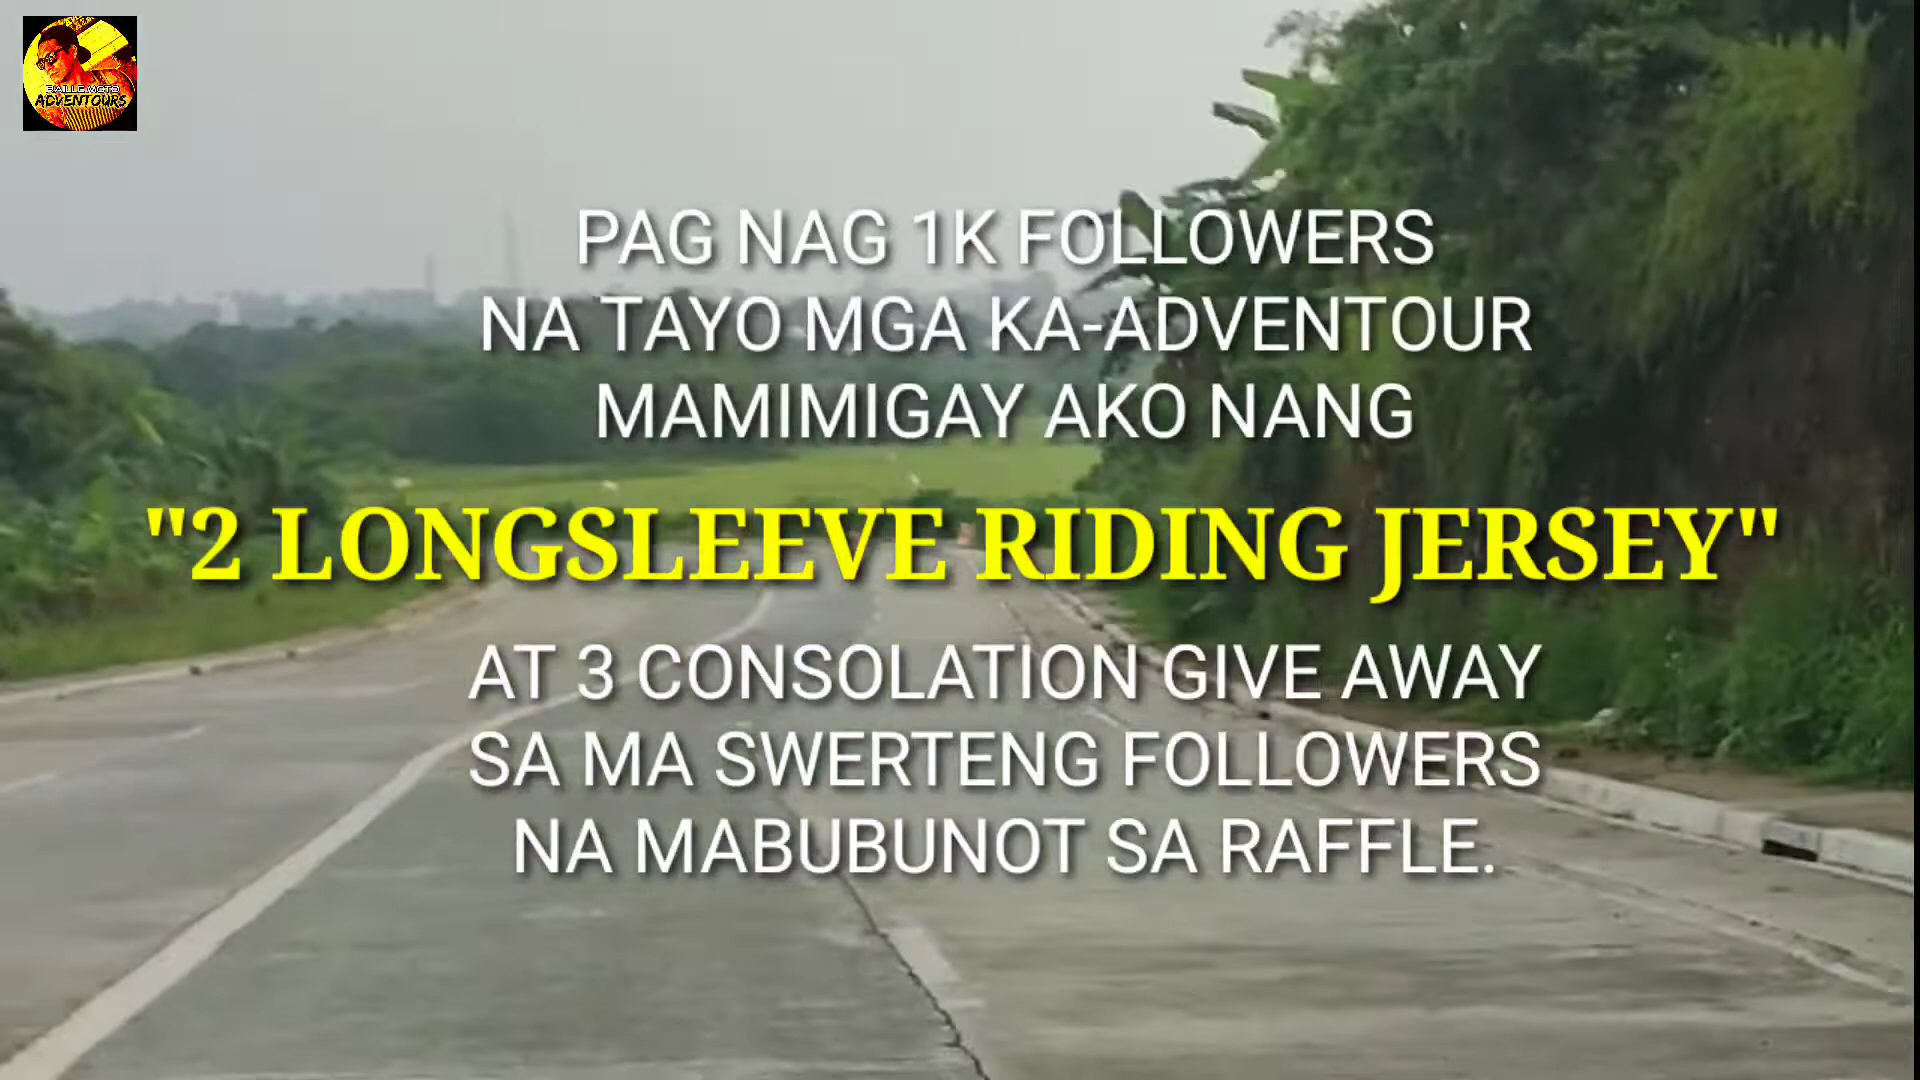 ADVENTOURS
PAG NAG 1K FOLLOWERS
NA TAYO MGA KA-ADVENTOUR
MAMIMIGAY AKO NANG
"2 LONGSLEEVE RIDING JERSEY"
AT 3 CONSOLATION GIVE AWAY
SA MA SWERTENG FOLLOWERS
NA MABUBUNOT SA RAFFLE.